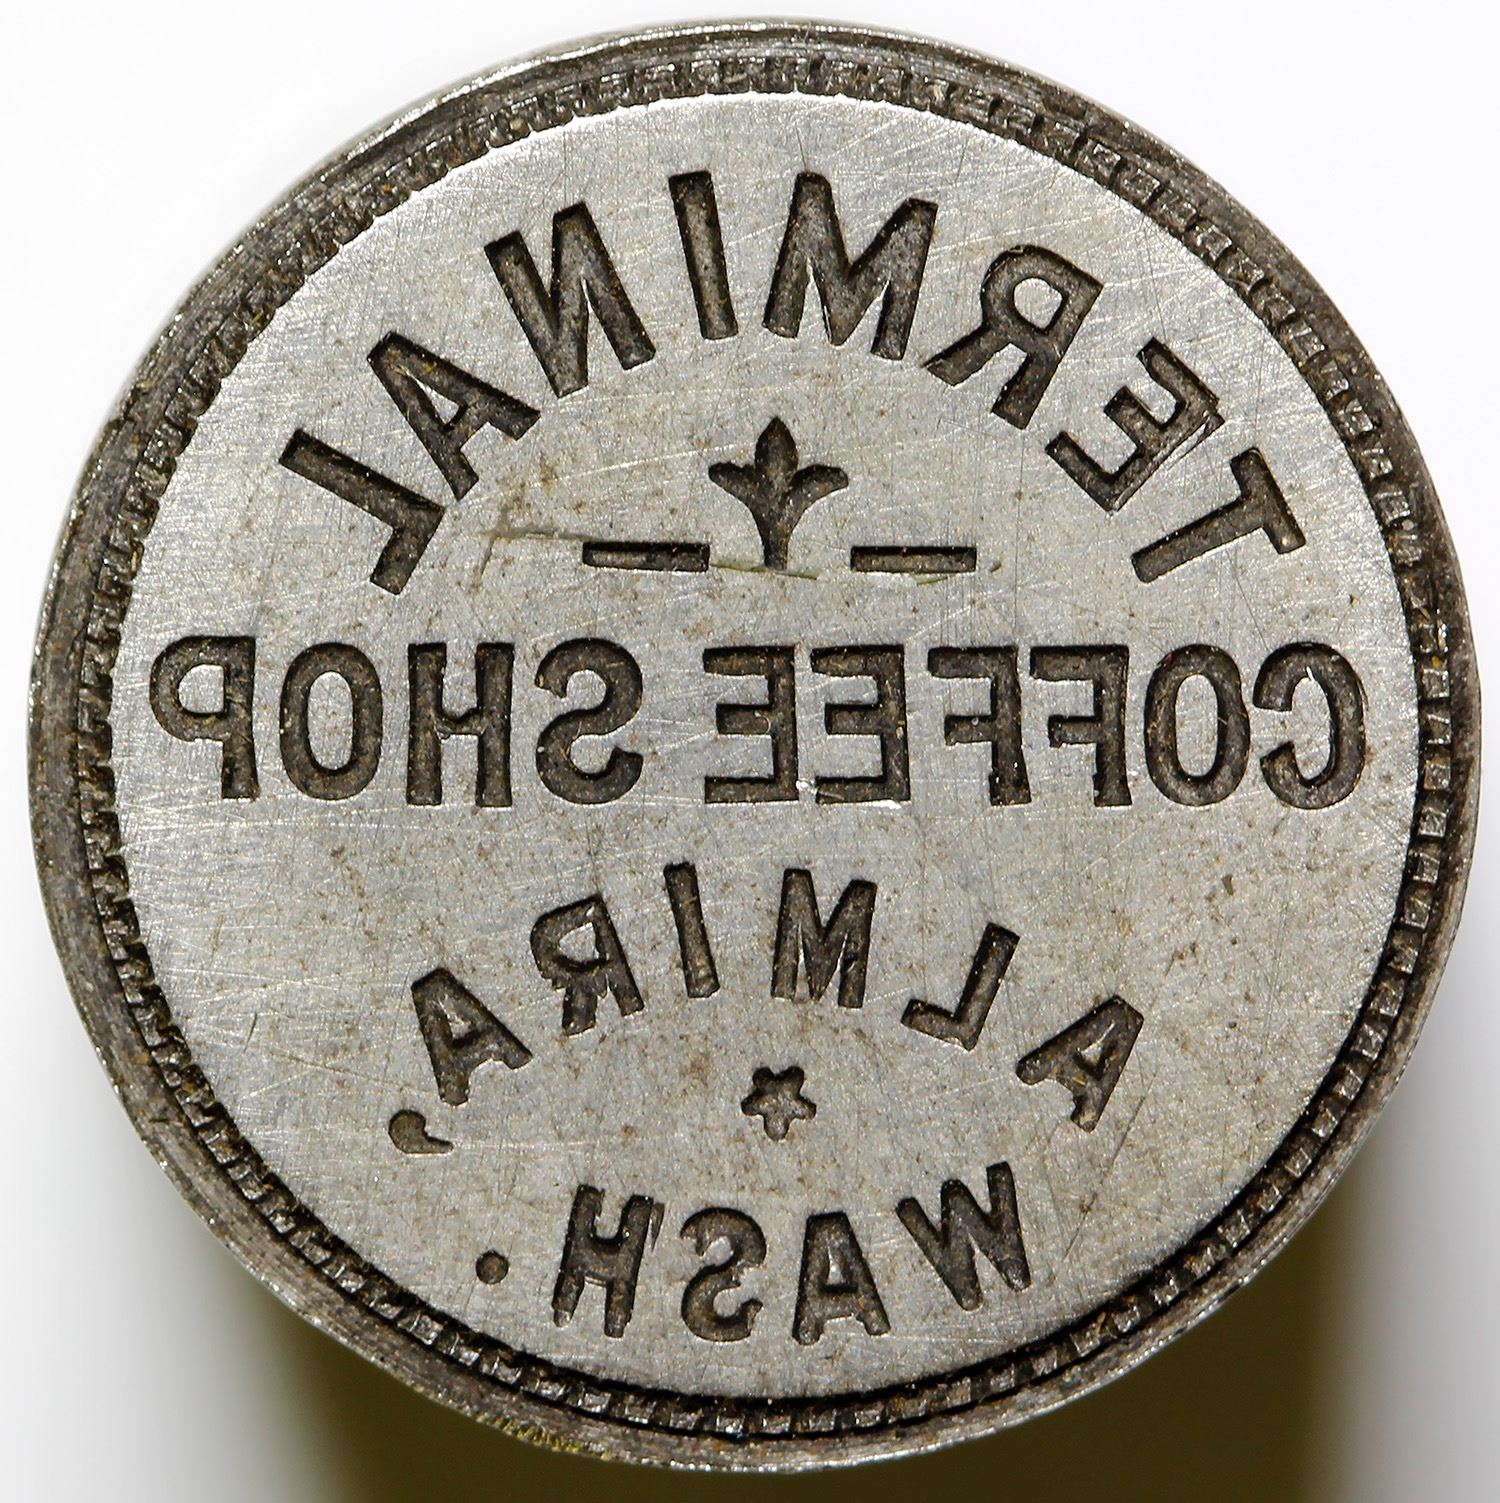 TERMINAL
COFFEE SHOP
ALMIRA,
WASH.